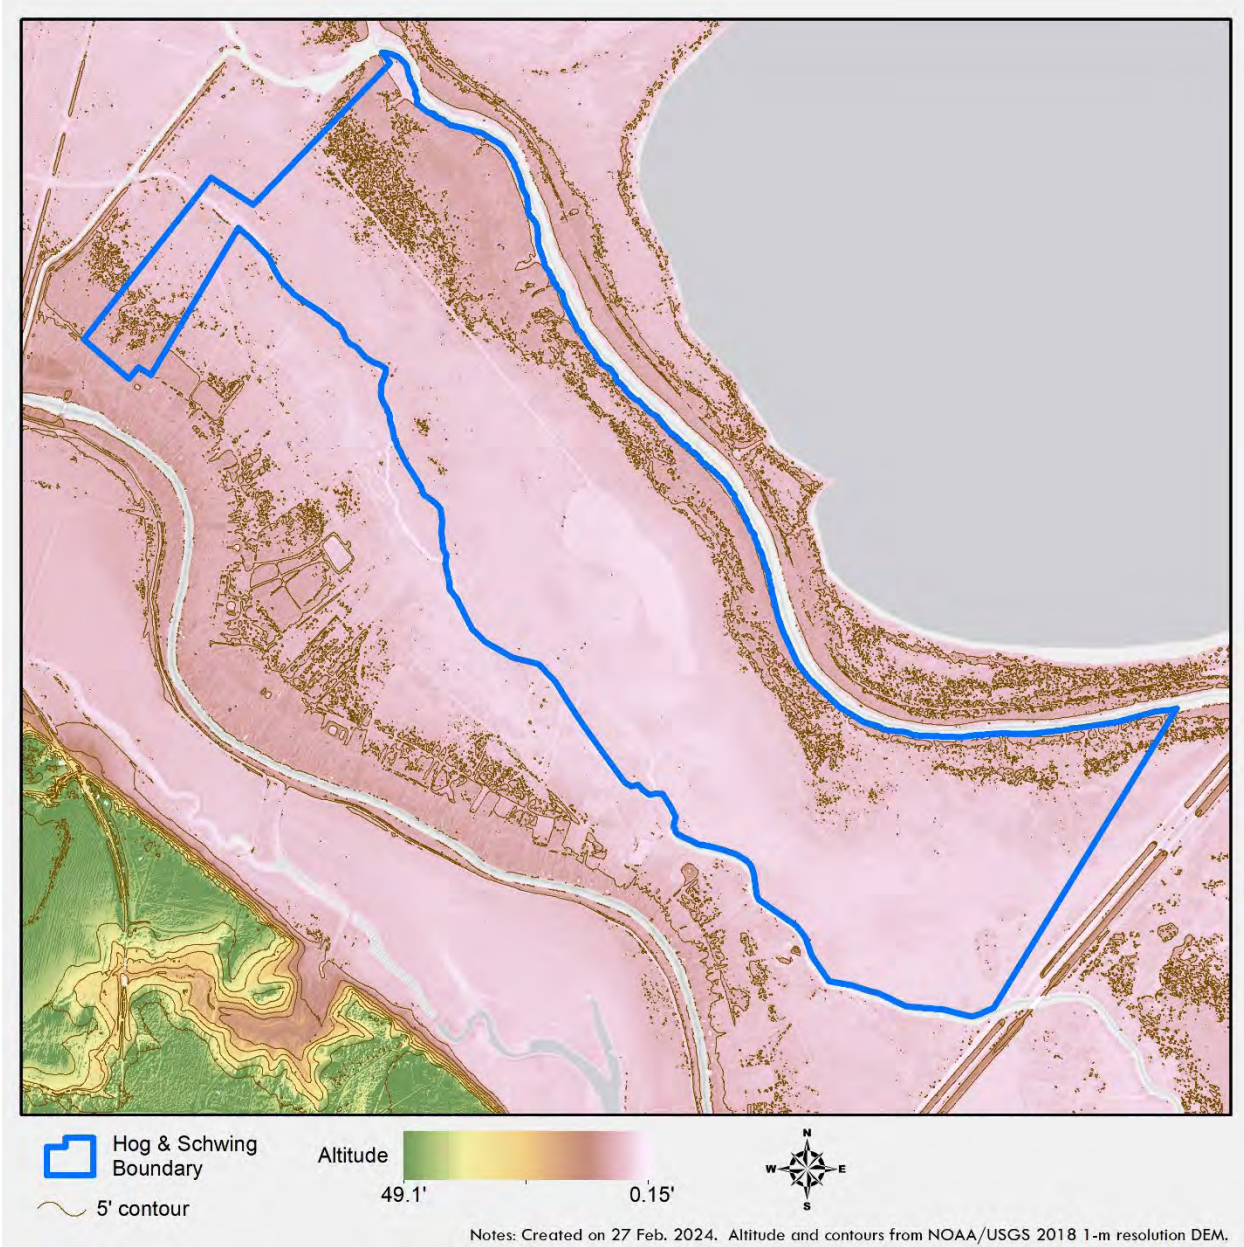 Hog & Schwing
Boundary
5' contour
Altitude
49.1'
0.15'
N
W
E
S
Notes: Created on 27 Feb. 2024. Altitude and contours from NOAA/USGS 2018 1-m resolution DEM.